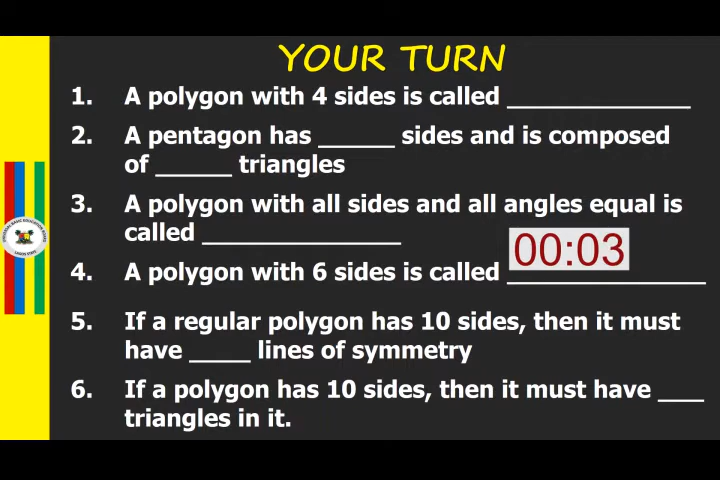 YOUR TURN
1. A polygon with 4 sides is called _______________
2. A pentagon has ______ sides and is composed
of ______ triangles
3. A polygon with all sides and all angles equal is
called ________________
00:03
4. A polygon with 6 sides is called ________________
5. If a regular polygon has 10 sides, then it must
have _____ lines of symmetry
6. If a polygon has 10 sides, then it must have ____
triangles in it.